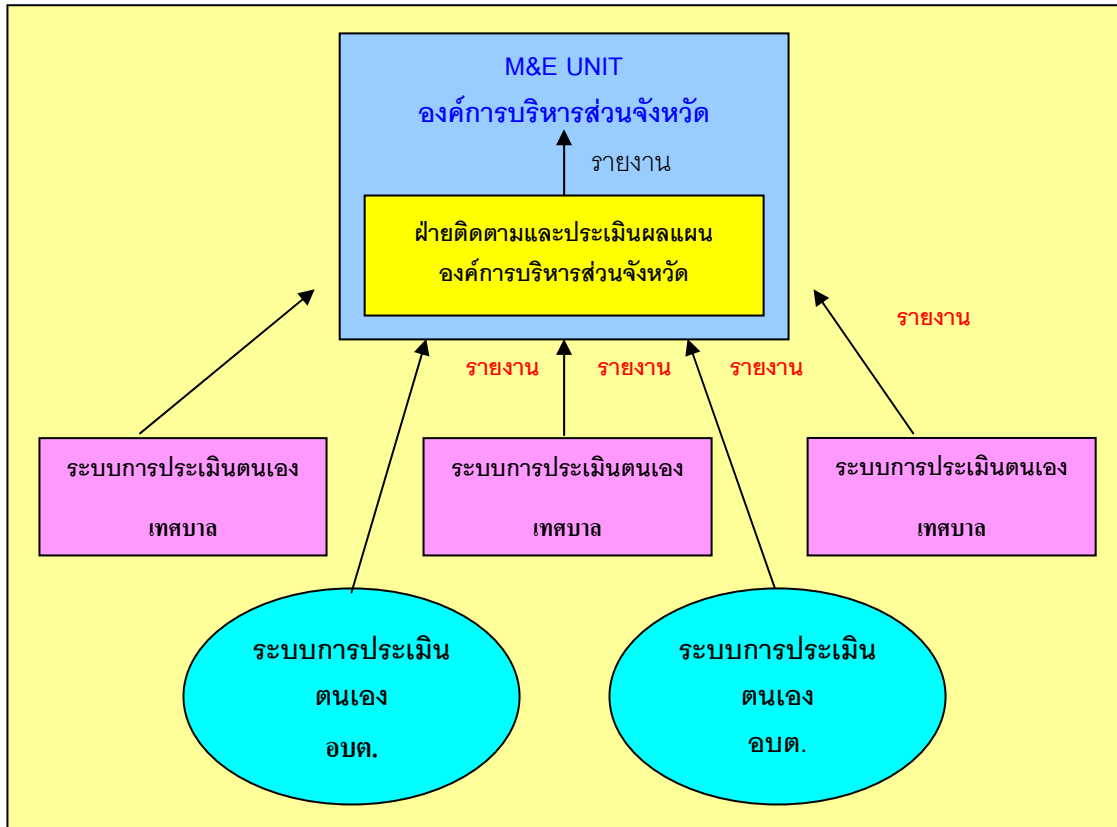 M&E UNIT
องค์การบริหารส่วนจังหวัด
รายงาน
ฝ่ายติดตามและประเมินผลแผน
องค์การบริหารส่วนจังหวัด
รายงาน
รายงาน รายงาน รายงาน
ระบบการประเมินตนเอง
เทศบาล
ระบบการประเมินตนเอง
เทศบาล
ระบบการประเมินตนเอง
เทศบาล
ระบบการประเมิน
ตนเอง
อบต.
ระบบการประเมิน
ตนเอง
อบต.